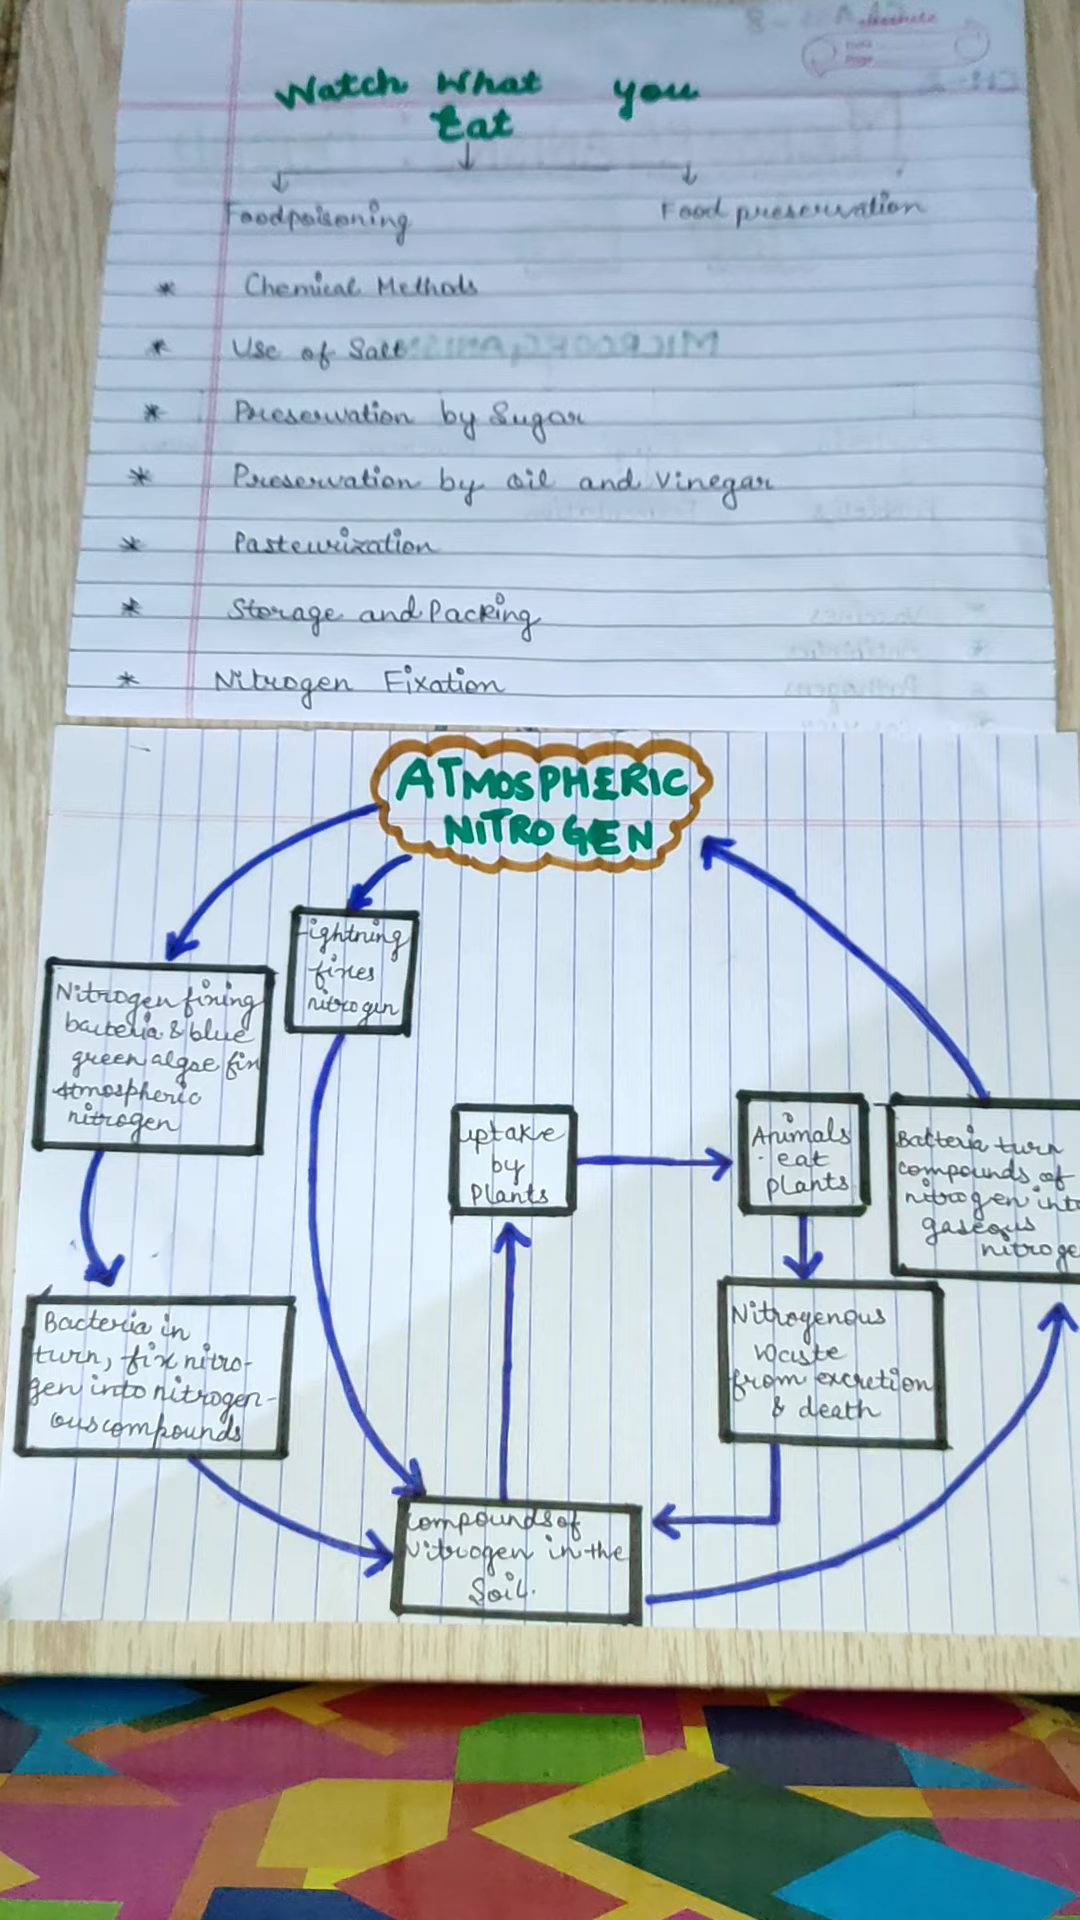 Watch What you
Eat
Foodpoisoning
Food preservation
* Chemical Methods
* Use of Salt
* Preservation by Sugar
* Preservation by oil and Vinegar
* Pasteurization
* Storage and Packing
* Nitrogen Fixation
ATMOSPHERIC
NITROGEN
Lightning
fixes
nitrogen
Nitrogen fixing
bacteria & blue
green algae fix
Atmospheric
nitrogen
uptake
by
Plants
Animals
eat
plants
Bacteria turn
compounds of
nitrogen into
gaseous
nitroge
Bacteria in
turn, fix nitro-
gen into nitrogen-
ous compounds
Nitrogenous
waste
from excretion
& death
compounds of
Nitrogen in the
Soil.